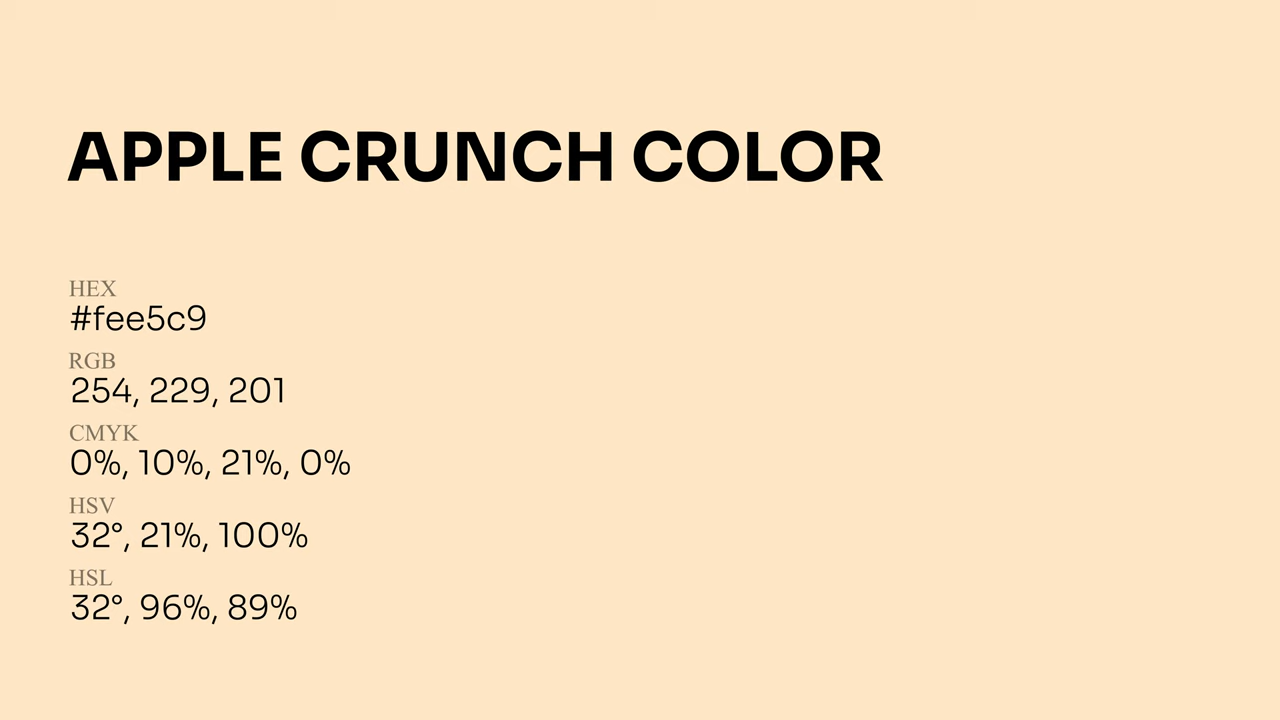 APPLE CRUNCH COLOR
HEX
#fee5c9
RGB
254, 229, 201
CMYK
0%, 10%, 21%, 0%
HSV
32°, 21%, 100%
HSL
32°, 96%, 89%